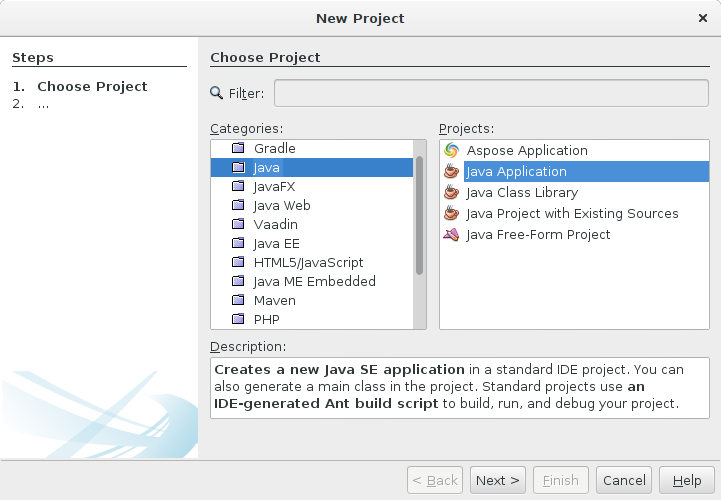 New Project
Steps
1. Choose Project
2. ...
Choose Project
Filter:
Categories:
Gradle
Java
JavaFX
Java Web
Vaadin
Java EE
HTML5/JavaScript
Java ME Embedded
Maven
PHP
Projects:
Aspose Application
Java Application
Java Class Library
Java Project with Existing Sources
Java Free-Form Project
Description:
Creates a new Java SE application in a standard IDE project. You can
also generate a main class in the project. Standard projects use an
IDE-generated Ant build script to build, run, and debug your project.
< Back
Next >
Finish
Cancel
Help